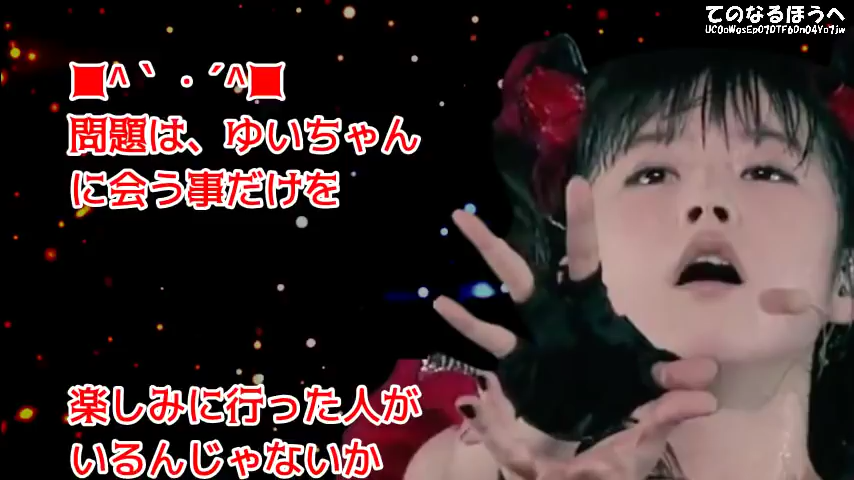 てのなるほうへ
■^｀・´^■
問題は、ゆいちゃん
に会う事だけを
楽しみに行った人が
いるんじゃないか